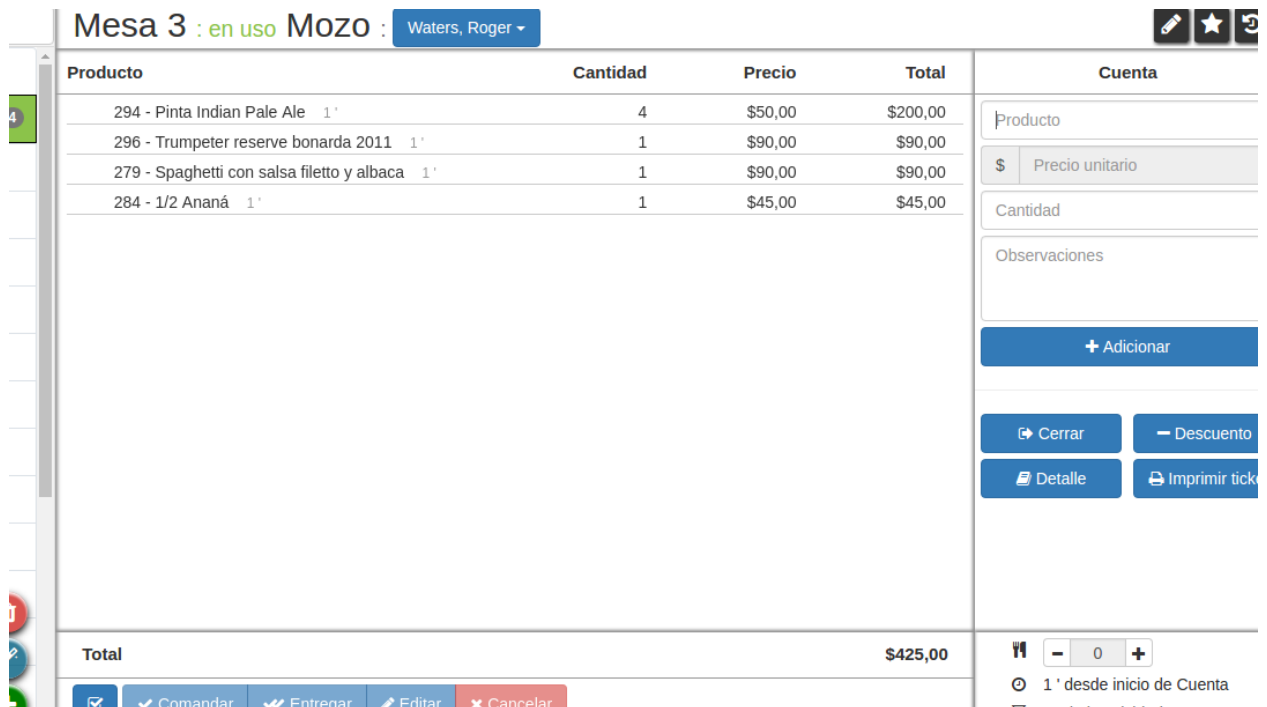 Mesa 3 : en uso Mozo : Waters, Roger
Producto Cantidad Precio Total
294 - Pinta Indian Pale Ale 1 ' 4 $50,00 $200,00
296 - Trumpeter reserve bonarda 2011 1 ' 1 $90,00 $90,00
279 - Spaghetti con salsa filetto y albaca 1 ' 1 $90,00 $90,00
284 - 1/2 Ananá 1 ' 1 $45,00 $45,00
Total $425,00
Comandar Entregar Editar Cancelar
4
Cuenta
Producto
$ Precio unitario
Cantidad
Observaciones
Adicionar
Cerrar Descuento
Detalle Imprimir ticke
0
1 ' desde inicio de Cuenta